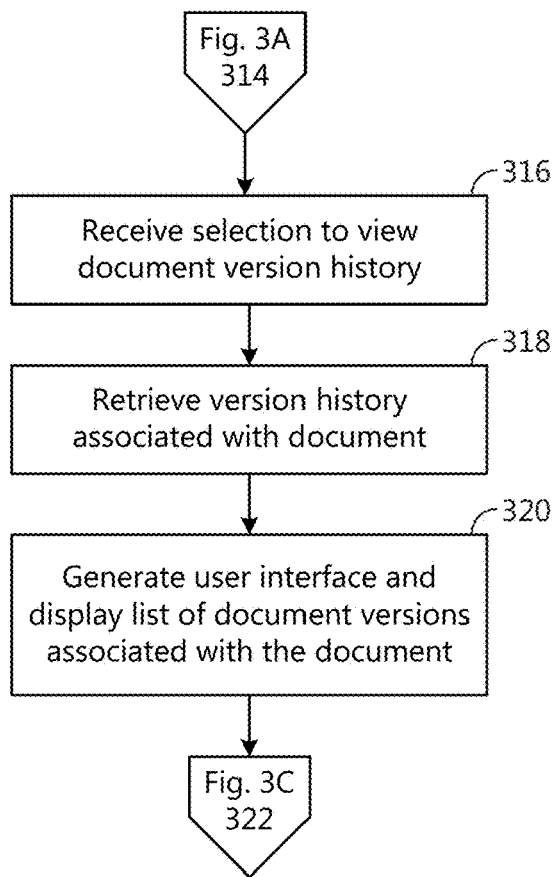 Fig. 3A
314
316
Receive selection to view
document version history
318
Retrieve version history
associated with document
320
Generate user interface and
display list of document versions
associated with the document
Fig. 3C
322